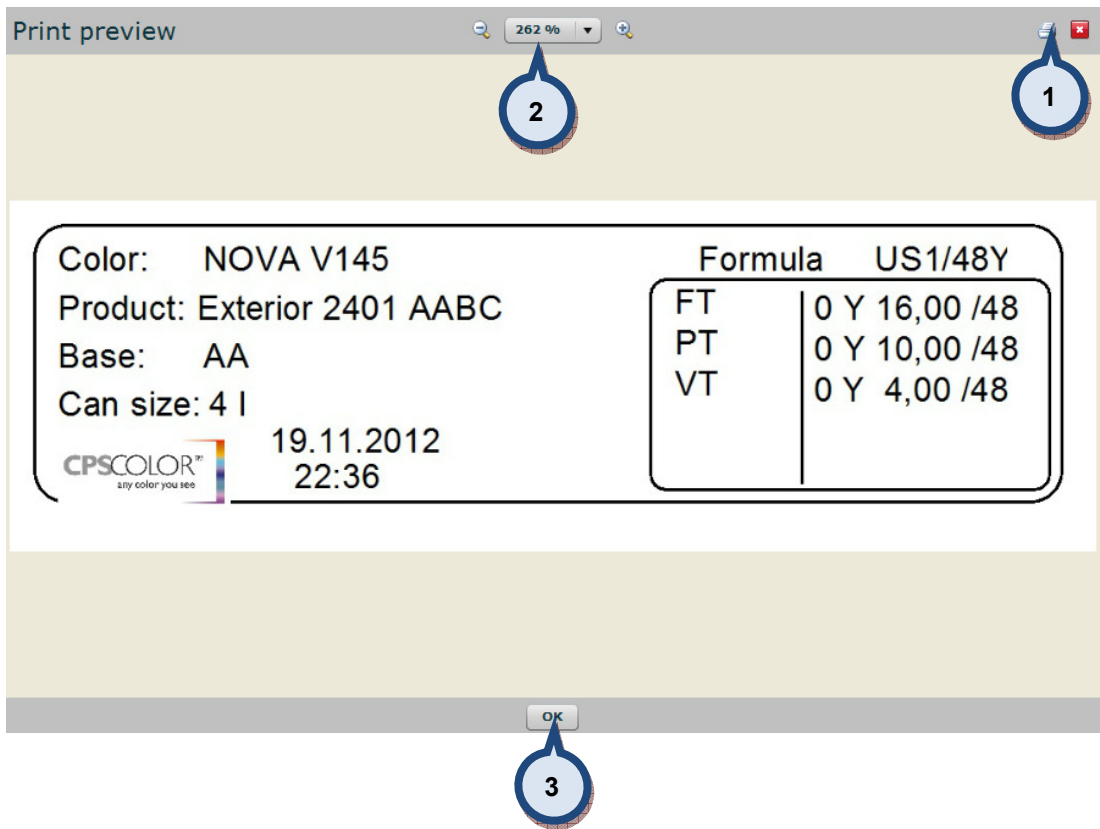 Print preview
262 %
1
2
Color: NOVA V145
Product: Exterior 2401 AABC
Base: AA
Can size: 4 l
19.11.2012
22:36
CPSCOLOR™
any color you see
Formula US1/48Y
FT 0 Y 16,00 /48
PT 0 Y 10,00 /48
VT 0 Y 4,00 /48
OK
3